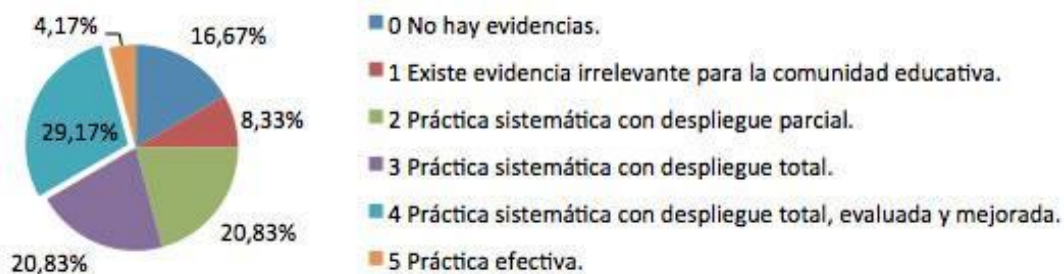 4,17%
16,67%
29,17%
8,33%
20,83%
20,83%
0 No hay evidencias.
1 Existe evidencia irrelevante para la comunidad educativa.
2 Práctica sistemática con despliegue parcial.
3 Práctica sistemática con despliegue total.
4 Práctica sistemática con despliegue total, evaluada y mejorada.
5 Práctica efectiva.